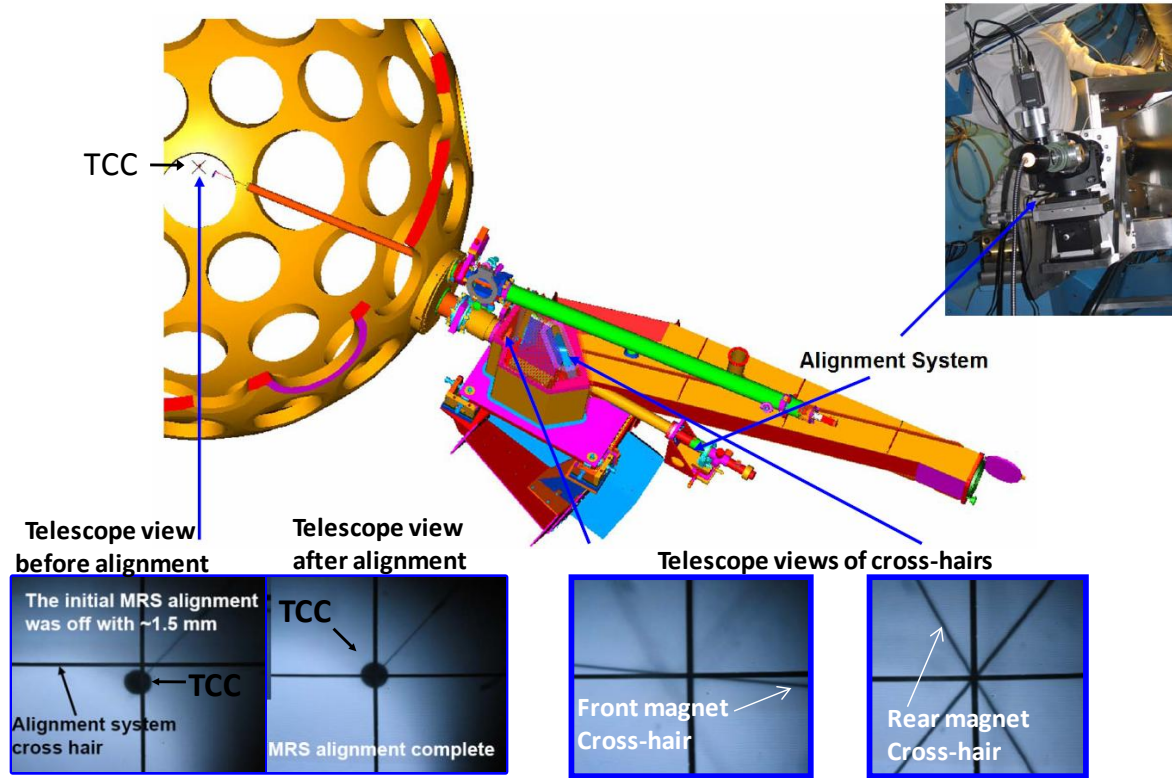 TCC
Alignment System
Telescope view
before alignment
Telescope view
after alignment
Telescope views of cross-hairs
The initial MRS alignment
was off with ~1.5 mm
TCC
Alignment system
cross hair
TCC
MRS alignment complete
Front magnet
Cross-hair
Rear magnet
Cross-hair